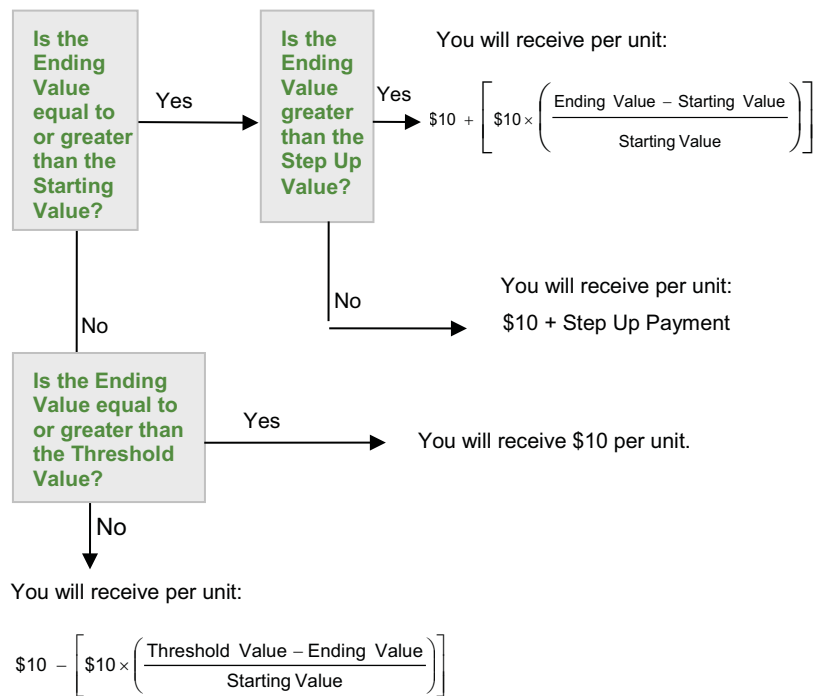 Is the
Ending
Value
equal to
or greater
than the
Starting
Value?
Yes
Is the
Ending
Value
greater
than the
Step Up
Value?
Yes
You will receive per unit:
$10 + [ $10 × ( Ending Value – Starting Value
Starting Value ) ]
No
You will receive per unit:
$10 + Step Up Payment
No
Is the Ending
Value equal to
or greater than
the Threshold
Value?
Yes
You will receive $10 per unit.
No
You will receive per unit:
$10 – [ $10 × ( Threshold Value – Ending Value
Starting Value ) ]